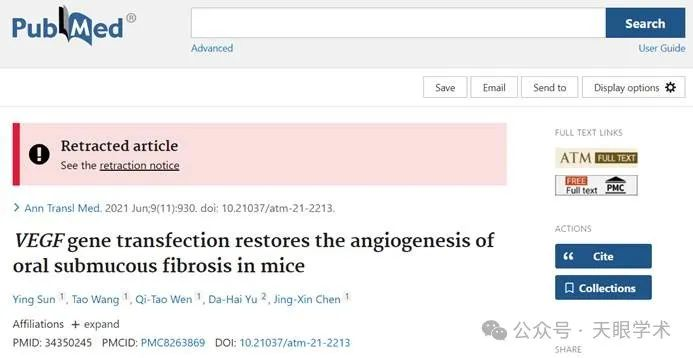 PubMed®
Search
Advanced
User Guide
Save
Email
Send to
Display options
Retracted article
See the retraction notice
FULL TEXT LINKS
ATM FULL TEXT
FREE Full text PMC
> Ann Transl Med. 2021 Jun;9(11):930. doi: 10.21037/atm-21-2213.
VEGF gene transfection restores the angiogenesis of
oral submucous fibrosis in mice
Ying Sun 1, Tao Wang 1, Qi-Tao Wen 1, Da-Hai Yu 2, Jing-Xin Chen 1
Affiliations + expand
PMID: 34350245 PMCID: PMC8263869 DOI: 10.21037/atm-21-2213
ACTIONS
Cite
Collections
SHARE
公众号 · 天眼学术